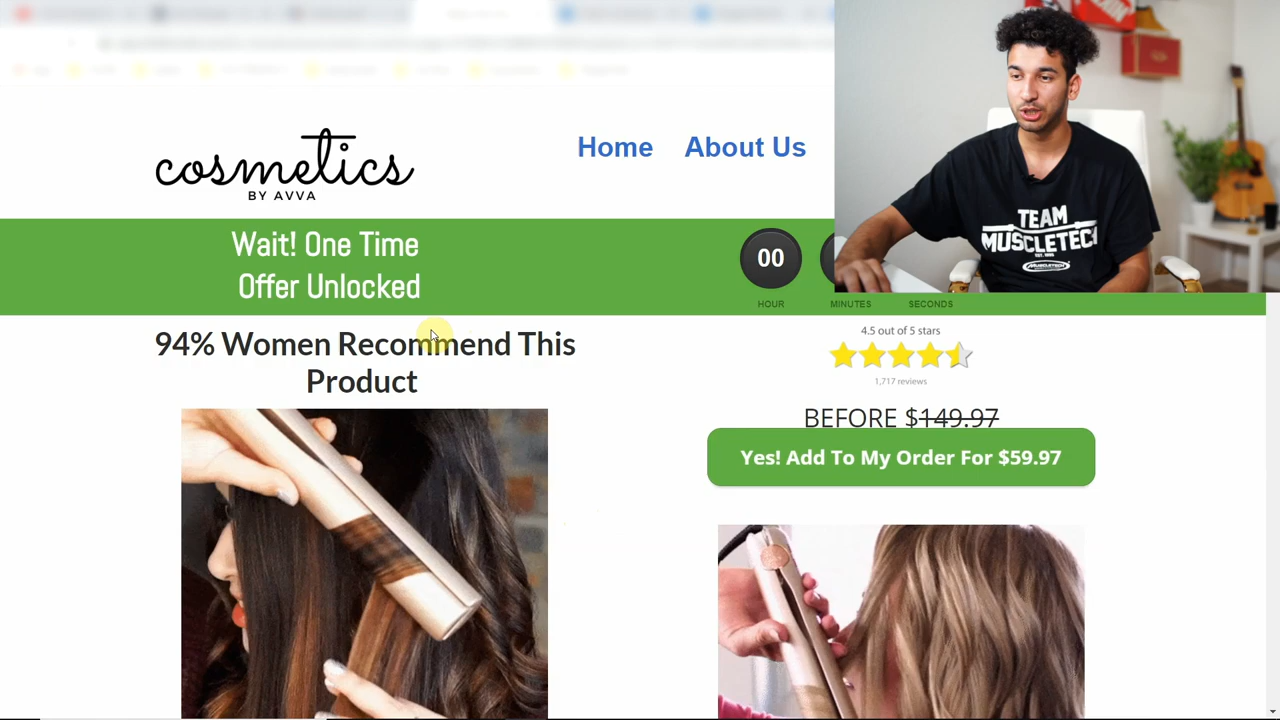 cosmetics
BY AVVA
Home About Us
Wait! One Time
Offer Unlocked
00
HOUR MINUTES SECONDS
94% Women Recommend This
Product
4.5 out of 5 stars
1,717 reviews
BEFORE $149.97
Yes! Add To My Order For $59.97
TEAM
MUSCLETECH
MUSCLETECH